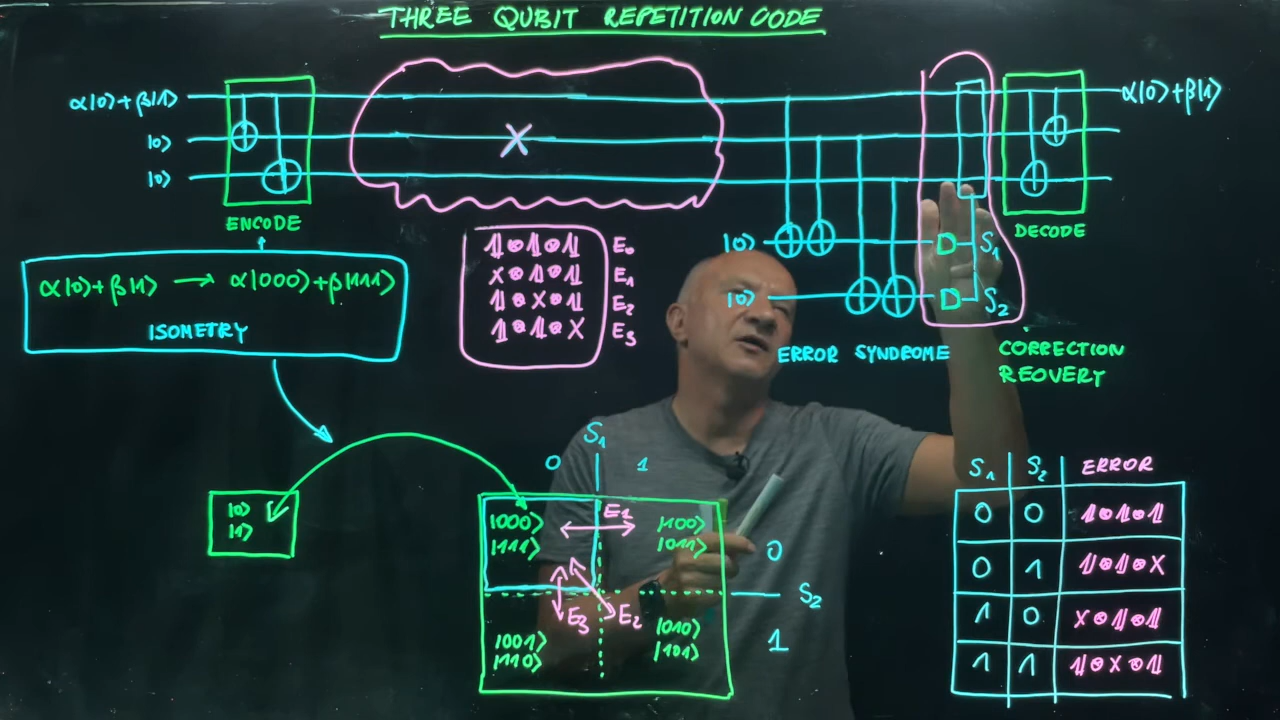 THREE QUBIT REPETITION CODE
α|0⟩+β|1⟩
|0⟩
|0⟩
ENCODE
X
α|0⟩+β|1⟩
DECODE
|0⟩ D S₁
|0⟩ D S₂
ERROR SYNDROME
CORRECTION
REOVERY
𝟙⊗𝟙⊗𝟙 E₀
X⊗𝟙⊗𝟙 E₁
𝟙⊗X⊗𝟙 E₂
𝟙⊗𝟙⊗X E₃
α|0⟩+β|1⟩ → α|000⟩+β|111⟩
ISOMETRY
|0⟩
|1⟩
S₁
0 1
|000⟩ E₁ |100⟩
|111⟩ |011⟩
0
S₂
E₃ E₂
|001⟩ |010⟩
|110⟩ |101⟩
1
S₁ S₂ ERROR
0 0 𝟙⊗𝟙⊗𝟙
0 1 𝟙⊗𝟙⊗X
1 0 X⊗𝟙⊗𝟙
1 1 𝟙⊗X⊗𝟙